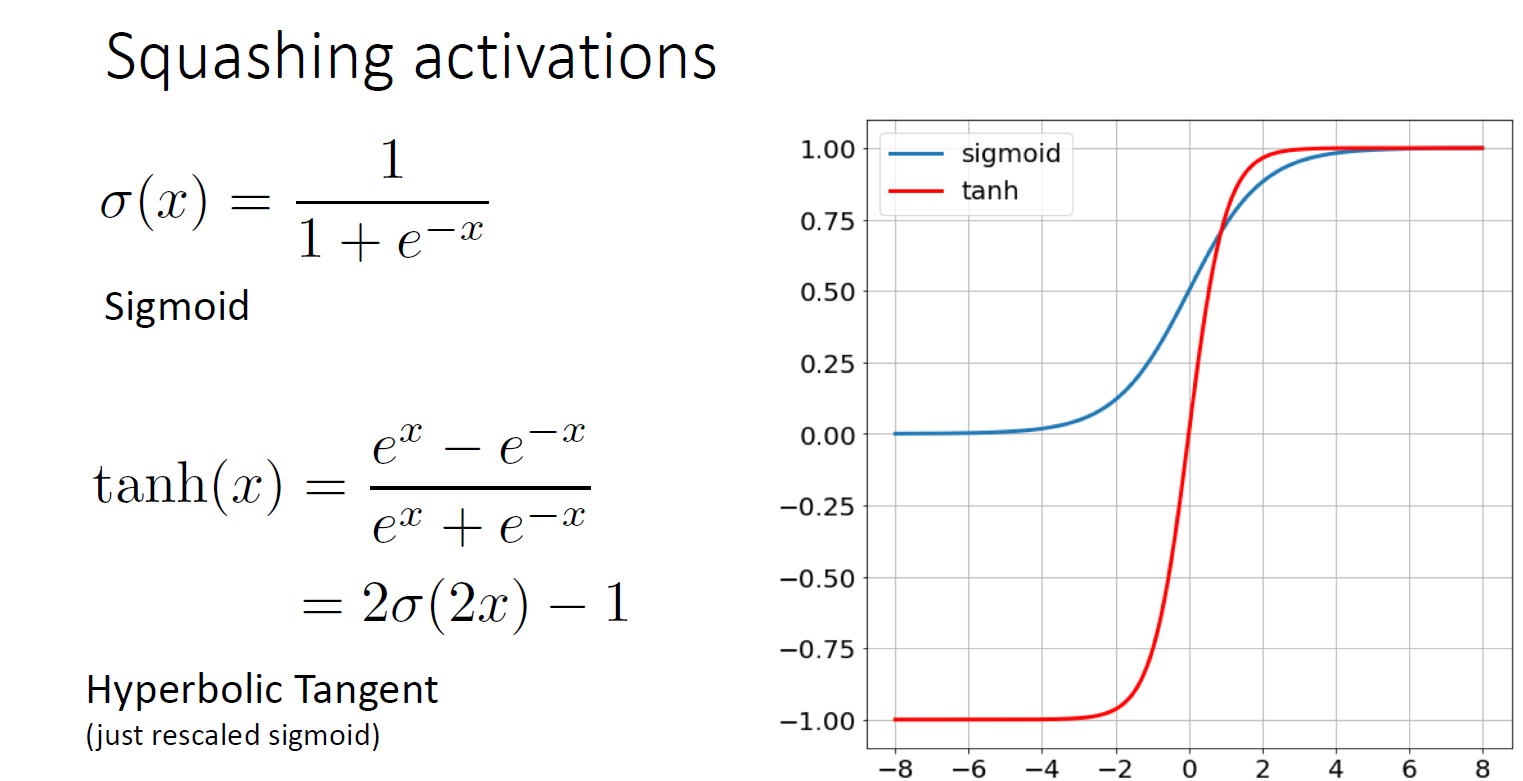 Squashing activations
σ(x) = 1 / (1 + e^{−x})
Sigmoid
tanh(x) = (e^x − e^{−x}) / (e^x + e^{−x})
= 2σ(2x) − 1
Hyperbolic Tangent
(just rescaled sigmoid)
sigmoid
tanh
1.00
0.75
0.50
0.25
0.00
−0.25
−0.50
−0.75
−1.00
−8 −6 −4 −2 0 2 4 6 8